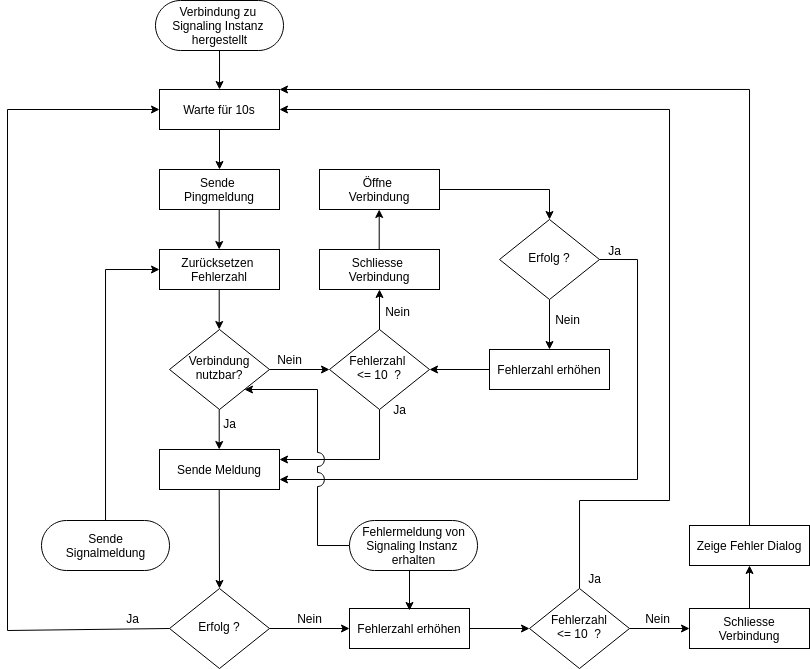 Verbindung zu
Signaling Instanz
hergestellt
Warte für 10s
Sende
Pingmeldung
Öffne
Verbindung
Zurücksetzen
Fehlerzahl
Schliesse
Verbindung
Erfolg ?
Ja
Nein
Nein
Verbindung
nutzbar?
Nein
Fehlerzahl
<= 10 ?
Fehlerzahl erhöhen
Ja
Ja
Sende Meldung
Sende
Signalmeldung
Fehlermeldung von
Signaling Instanz
erhalten
Zeige Fehler Dialog
Ja
Ja
Erfolg ?
Nein
Fehlerzahl erhöhen
Fehlerzahl
<= 10 ?
Nein
Schliesse
Verbindung